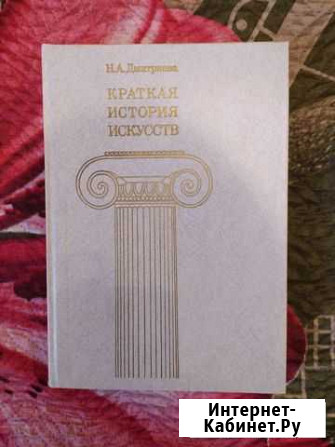 Н.А.Дмитриева
КРАТКАЯ
ИСТОРИЯ
ИСКУССТВ
Интернет-
Кабинет.Ру